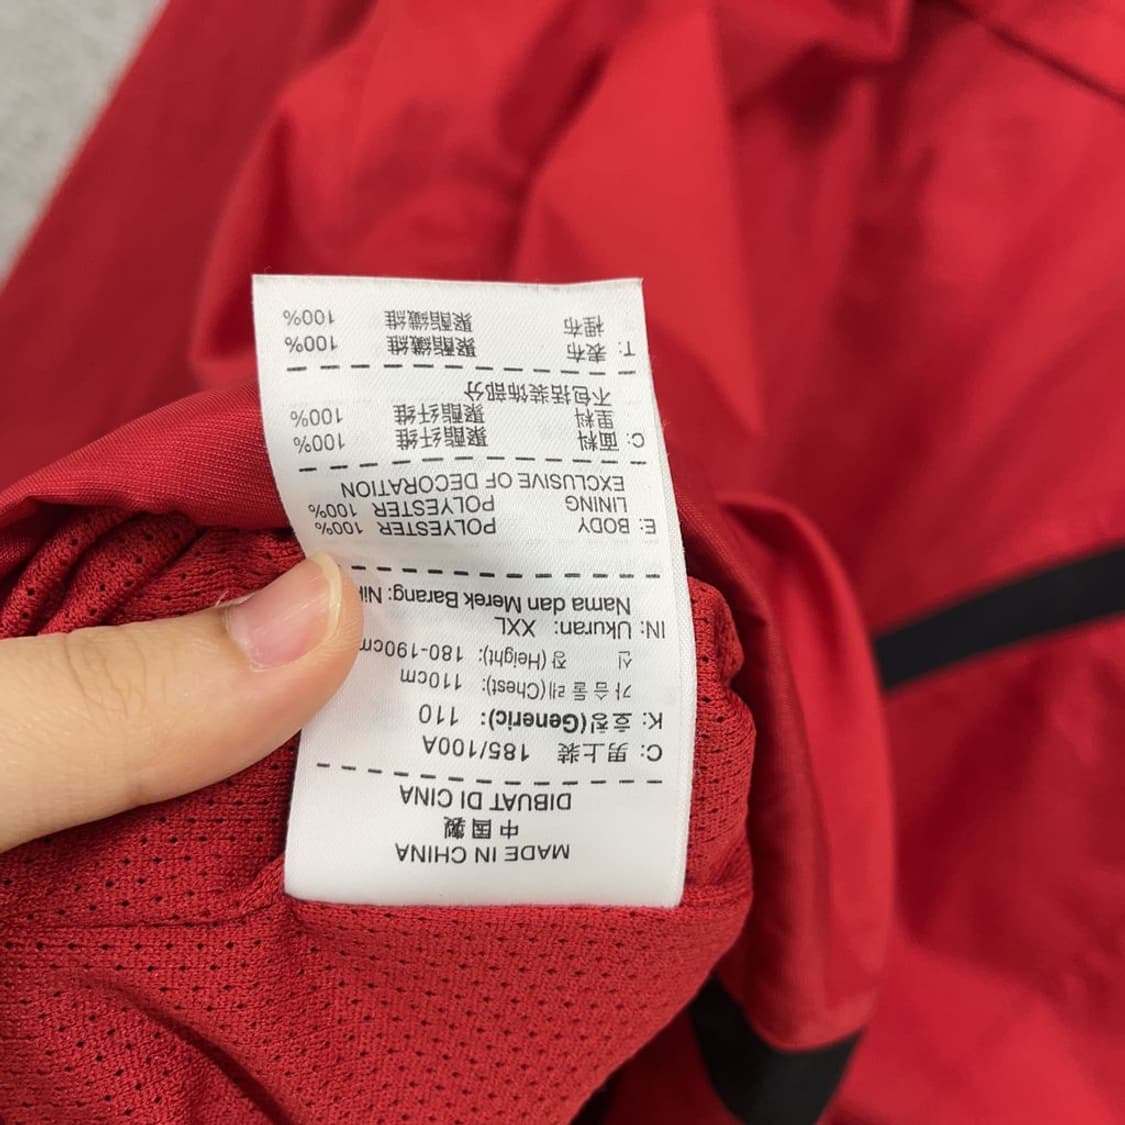 MADE IN CHINA
中国製
DIBUAT DI CINA
C: 男上装 185/100A
K: 호칭(Generic): 110
가슴둘레(Chest): 110cm
신 장 (Height): 180-190cm
IN: Ukuran: XXL
Nama dan Merek Barang:
E: BODY POLYESTER 100%
LINING POLYESTER 100%
EXCLUSIVE OF DECORATION
C: 面料 聚酯纤维 100%
里料 聚酯纤维 100%
不包括装饰部分
T: 表布 聚酯纖維 100%
裡布 聚酯纖維 100%